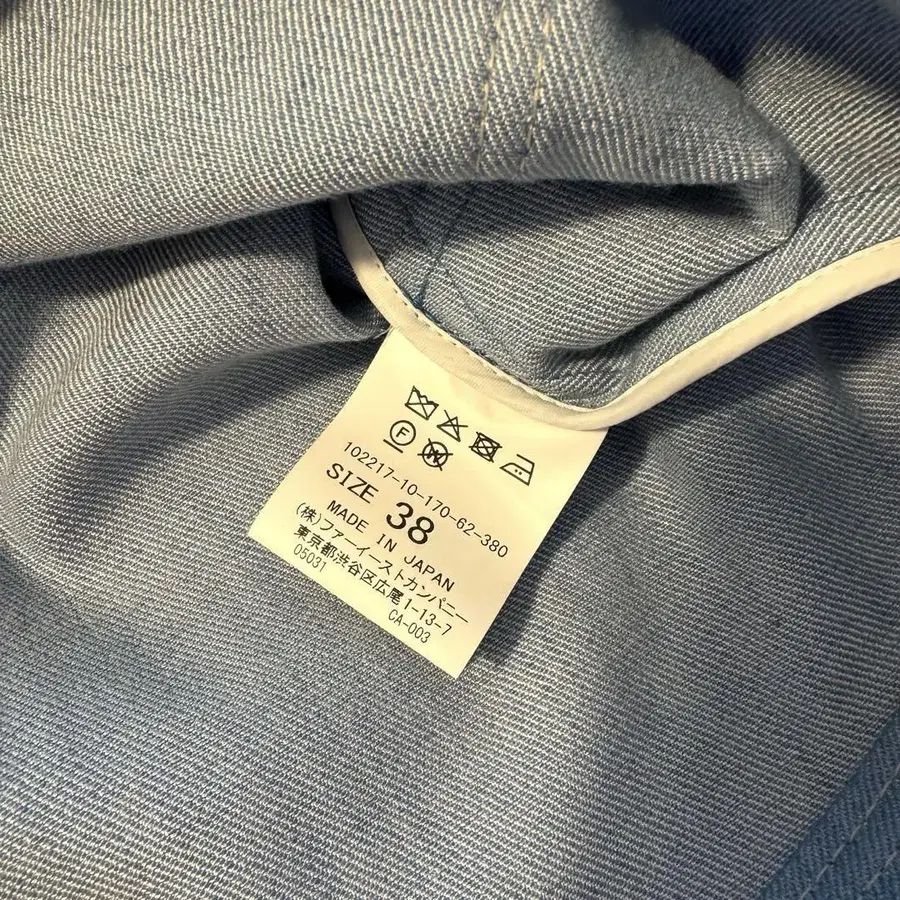 F W
102217-10-170-62-380
SIZE 38
MADE IN JAPAN
(株)ファーイーストカンパニー
東京都渋谷区広尾1-13-7
05031 CA-003